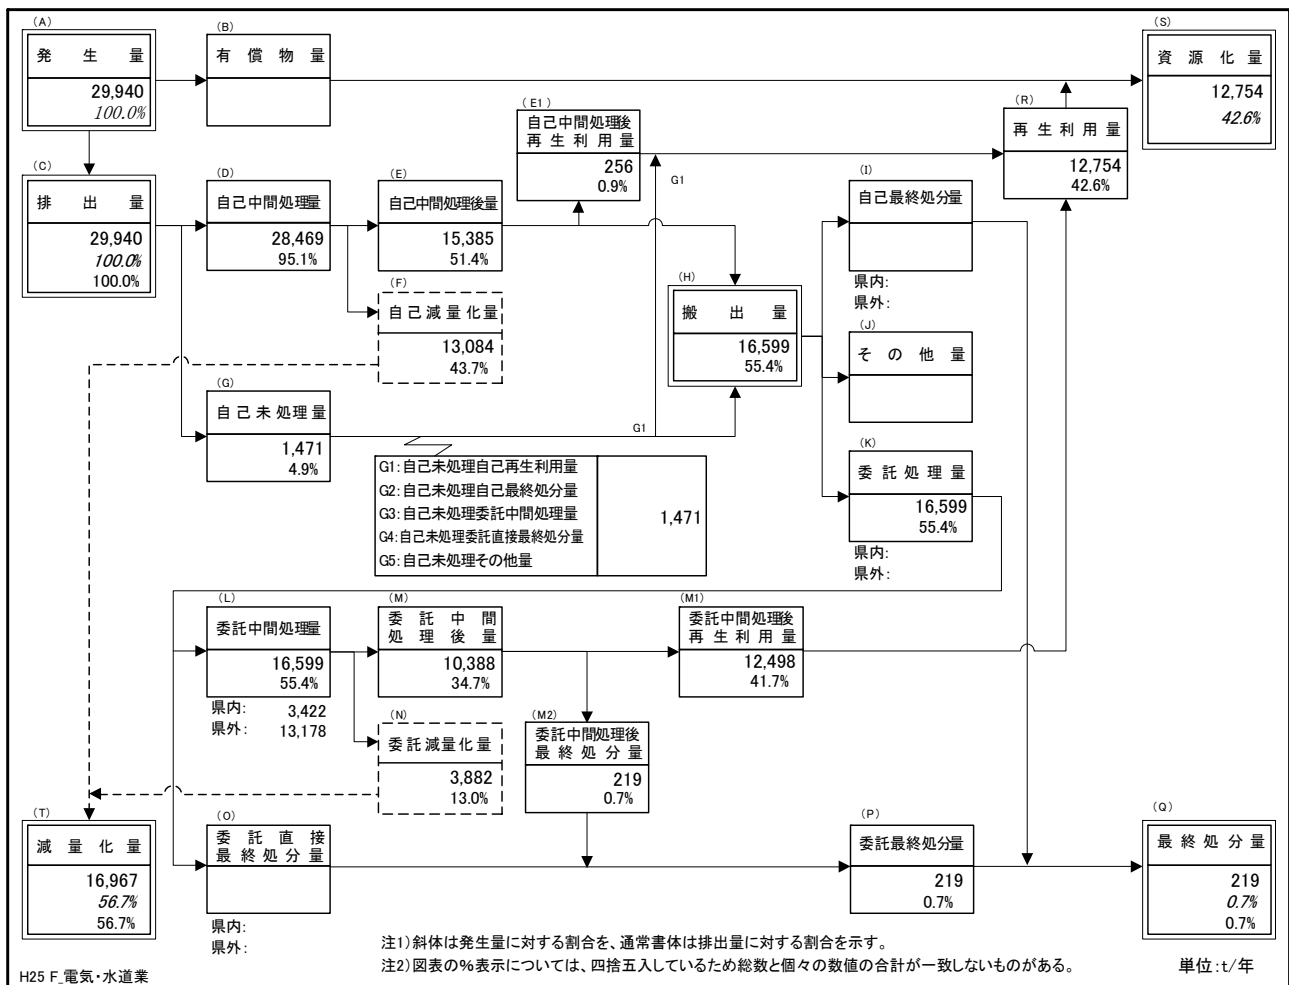 (A)
発生量
29,940
100.0%
(B)
有償物量
(S)
資源化量
12,754
42.6%
(E1)
自己中間処理後
再生利用量
256
0.9%
(R)
再生利用量
12,754
42.6%
(C)
排出量
29,940
100.0%
100.0%
(D)
自己中間処理量
28,469
95.1%
(E)
自己中間処理後量
15,385
51.4%
G1
(I)
自己最終処分量
県内:
県外:
(F)
自己減量化量
13,084
43.7%
(H)
搬出量
16,599
55.4%
(J)
その他量
(G)
自己未処理量
1,471
4.9%
G1
G1:自己未処理自己再生利用量
G2:自己未処理自己最終処分量
G3:自己未処理委託中間処理量
G4:自己未処理委託直接最終処分量
G5:自己未処理その他量
1,471
(K)
委託処理量
16,599
55.4%
県内:
県外:
(L)
委託中間処理量
16,599
55.4%
県内: 3,422
県外: 13,178
(M)
委託中間
処理後量
10,388
34.7%
(M1)
委託中間処理後
再生利用量
12,498
41.7%
(N)
委託減量化量
3,882
13.0%
(M2)
委託中間処理後
最終処分量
219
0.7%
(T)
減量化量
16,967
56.7%
56.7%
(O)
委託直接
最終処分量
県内:
県外:
(P)
委託最終処分量
219
0.7%
(Q)
最終処分量
219
0.7%
0.7%
注1)斜体は発生量に対する割合を、通常書体は排出量に対する割合を示す。
注2)図表の%表示については、四捨五入しているため総数と個々の数値の合計が一致しないものがある。
単位:t/年
H25 F_電気・水道業